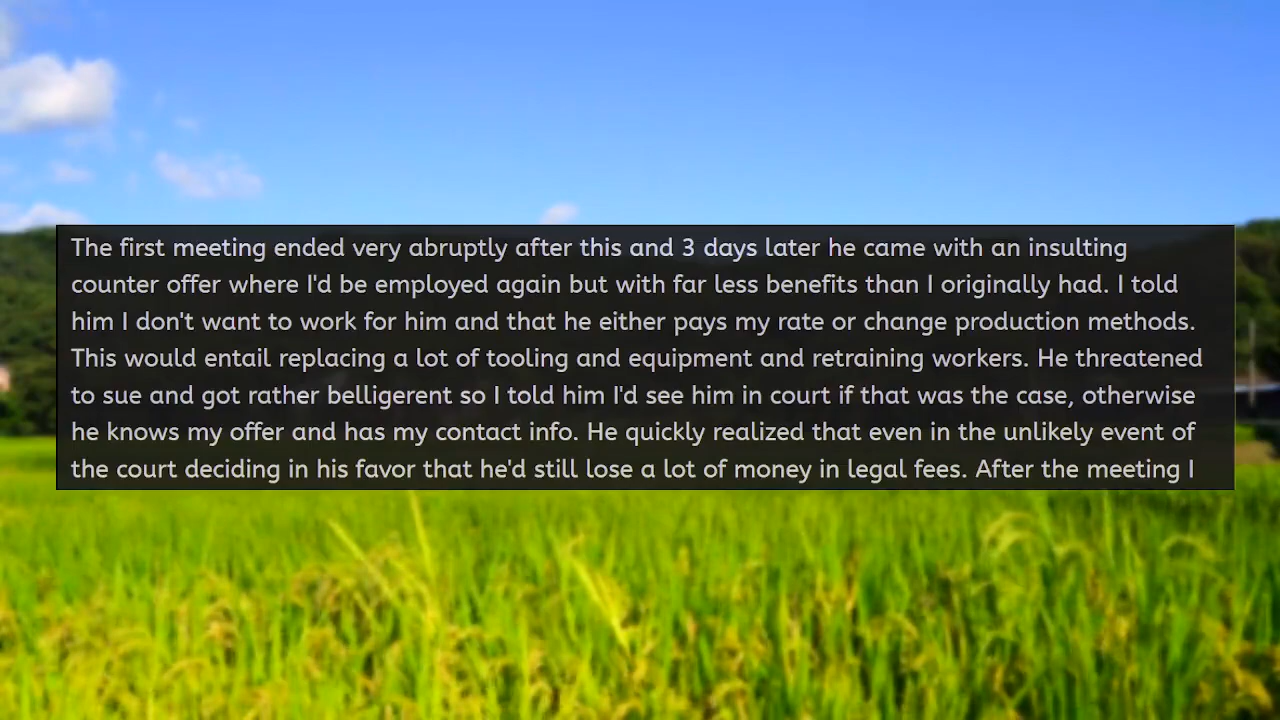 The first meeting ended very abruptly after this and 3 days later he came with an insulting
counter offer where I'd be employed again but with far less benefits than I originally had. I told
him I don't want to work for him and that he either pays my rate or change production methods.
This would entail replacing a lot of tooling and equipment and retraining workers. He threatened
to sue and got rather belligerent so I told him I'd see him in court if that was the case, otherwise
he knows my offer and has my contact info. He quickly realized that even in the unlikely event of
the court deciding in his favor that he'd still lose a lot of money in legal fees. After the meeting I